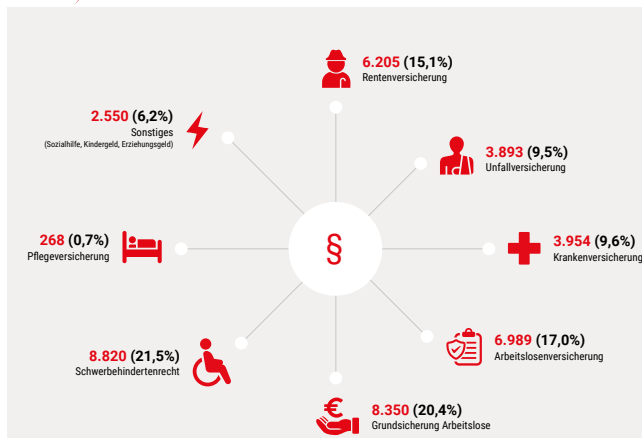 6.205 (15,1%)
Rentenversicherung
2.550 (6,2%)
Sonstiges
(Sozialhilfe, Kindergeld, Erziehungsgeld)
3.893 (9,5%)
Unfallversicherung
§
268 (0,7%)
Pflegeversicherung
3.954 (9,6%)
Krankenversicherung
8.820 (21,5%)
Schwerbehindertenrecht
6.989 (17,0%)
Arbeitslosenversicherung
€
8.350 (20,4%)
Grundsicherung Arbeitslose